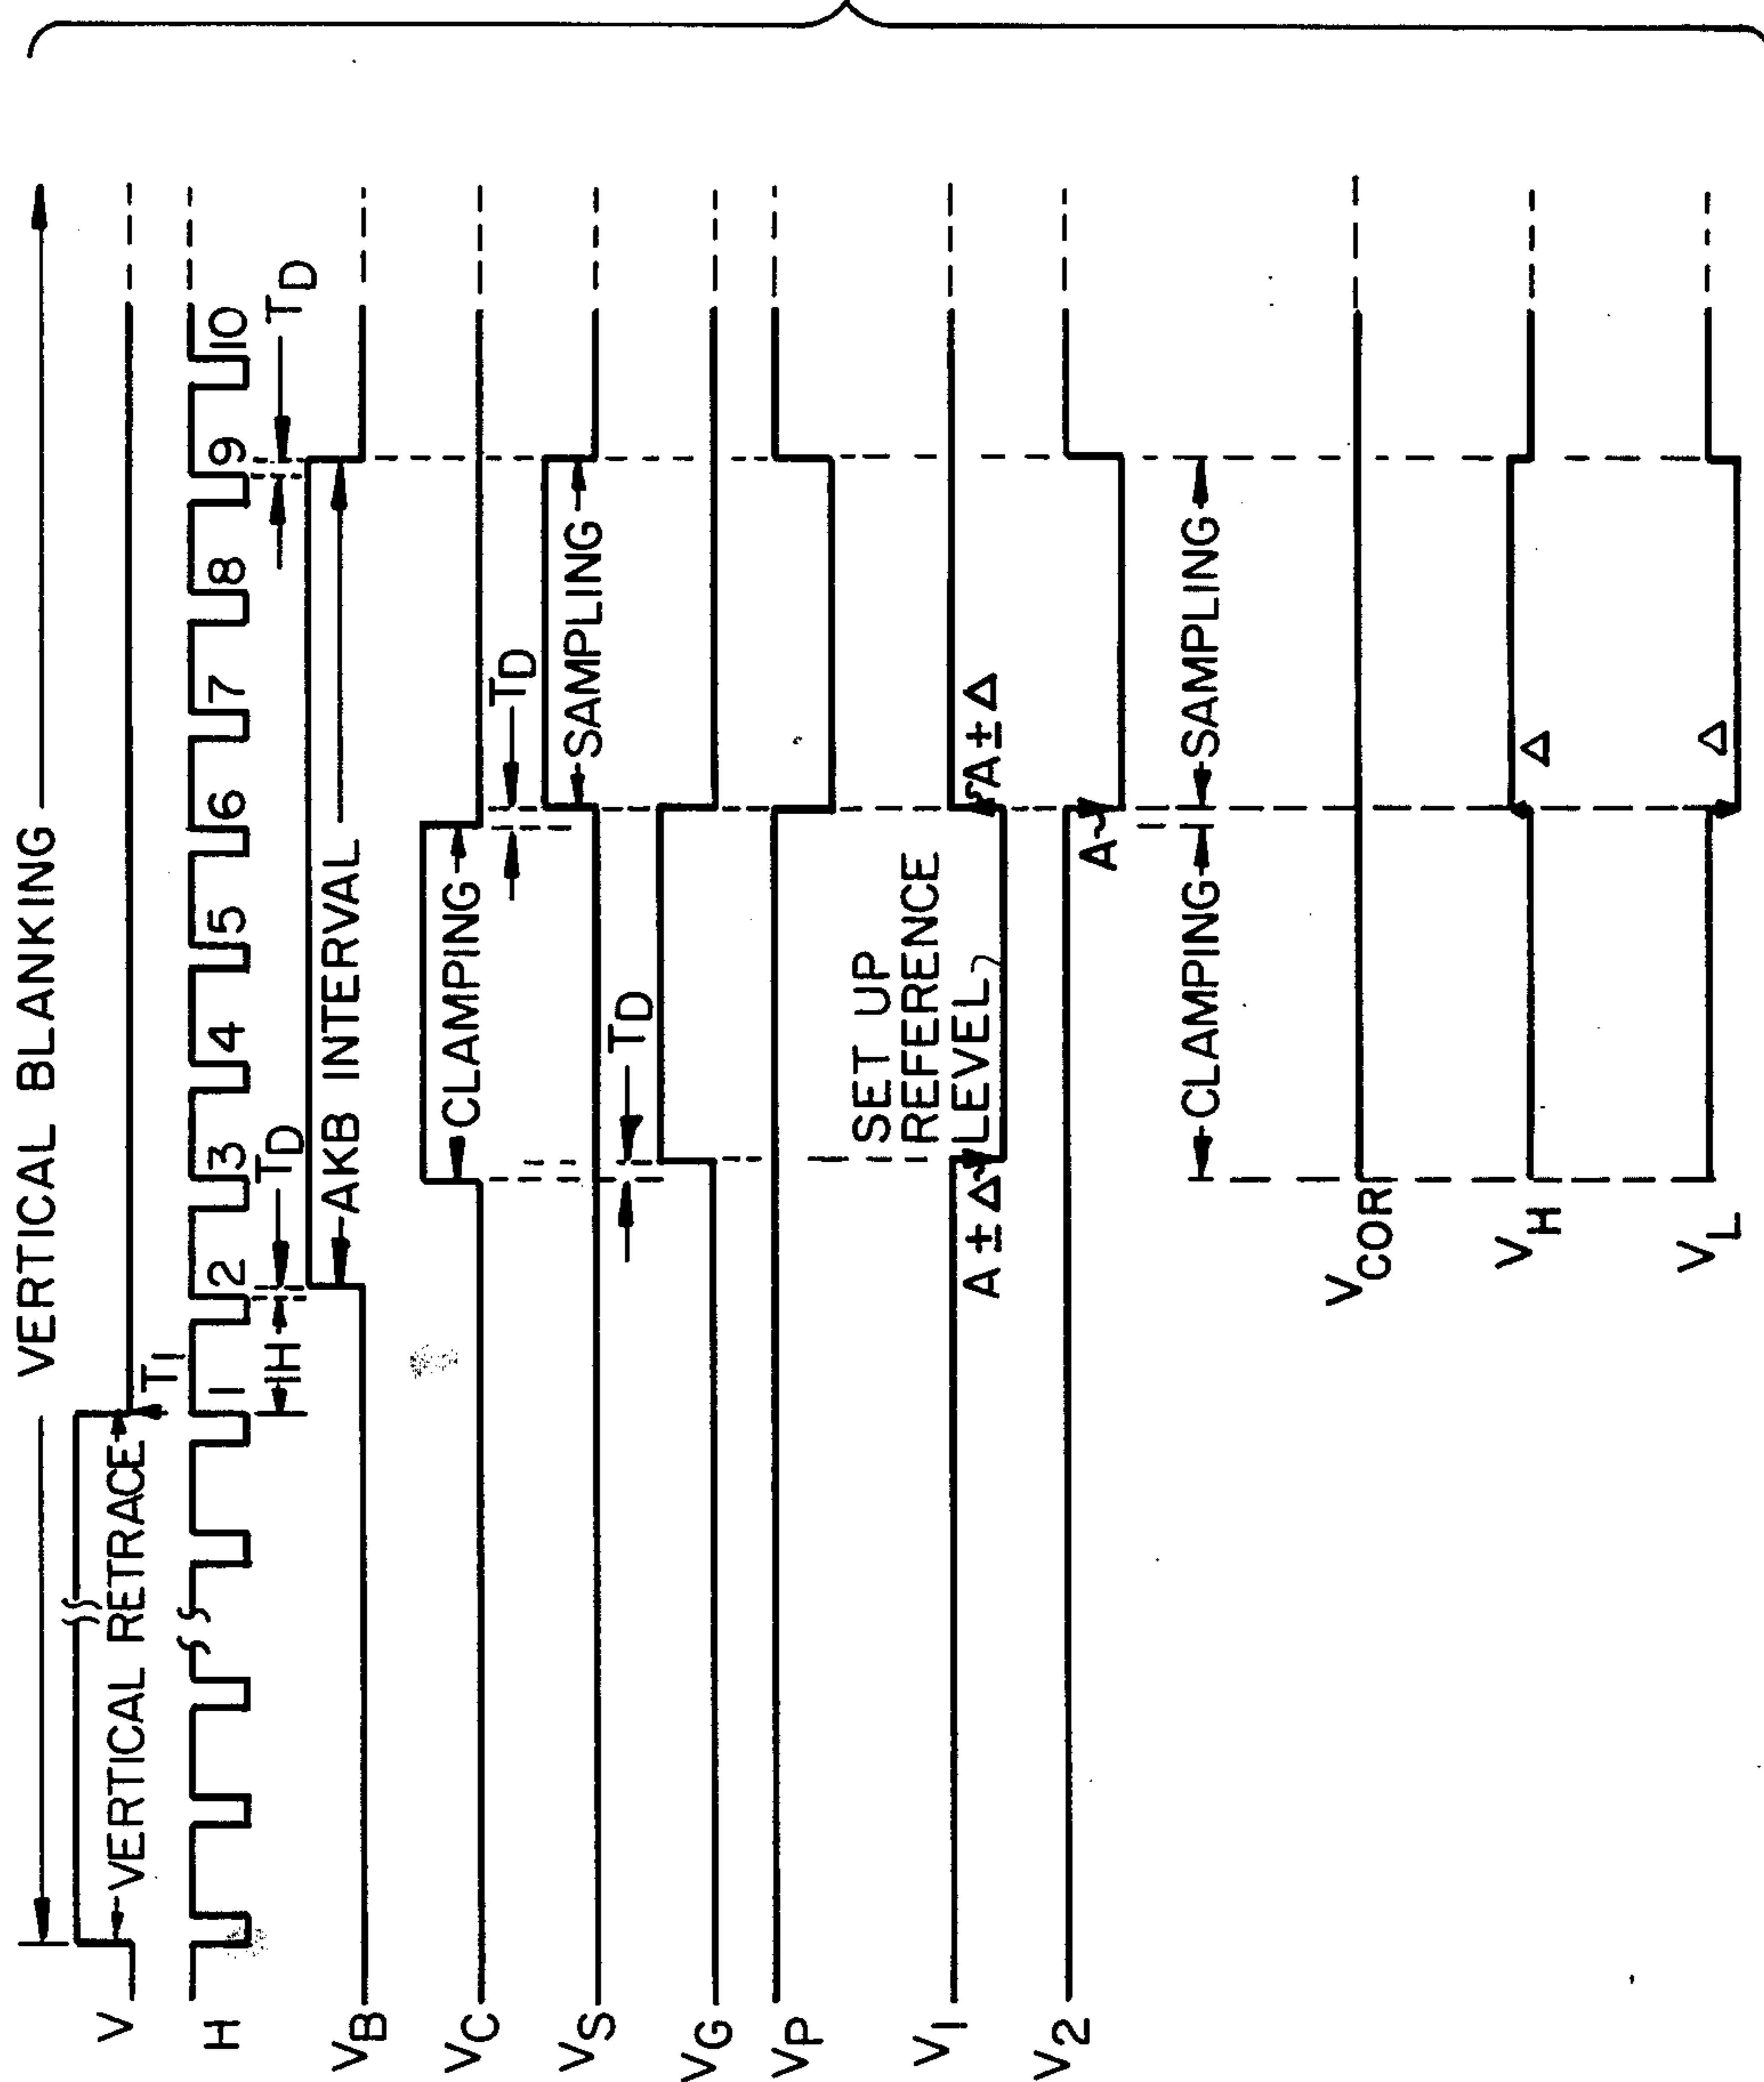 VERTICAL BLANKING
V
VERTICAL RETRACE
T1
H
1 2 3 4 5 6 7 8 9 10
1H
TD
TD
VB
AKB INTERVAL
VC
CLAMPING
TD
VS
SAMPLING
TD
VG
VP
SET UP
REFERENCE
LEVEL
V1
A ± Δ
A ± Δ
V2
A
CLAMPING
SAMPLING
VCOR
VH
Δ
VL
Δ